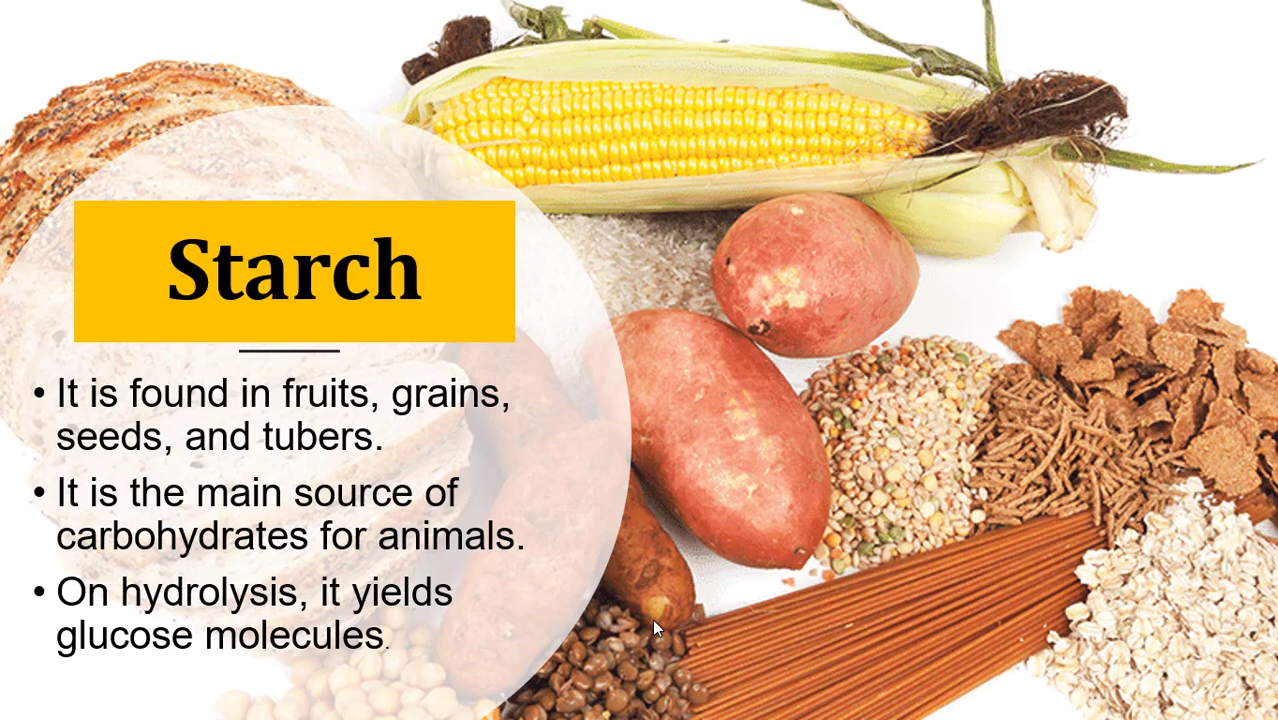 Starch
• It is found in fruits, grains,
seeds, and tubers.
• It is the main source of
carbohydrates for animals.
• On hydrolysis, it yields
glucose molecules.